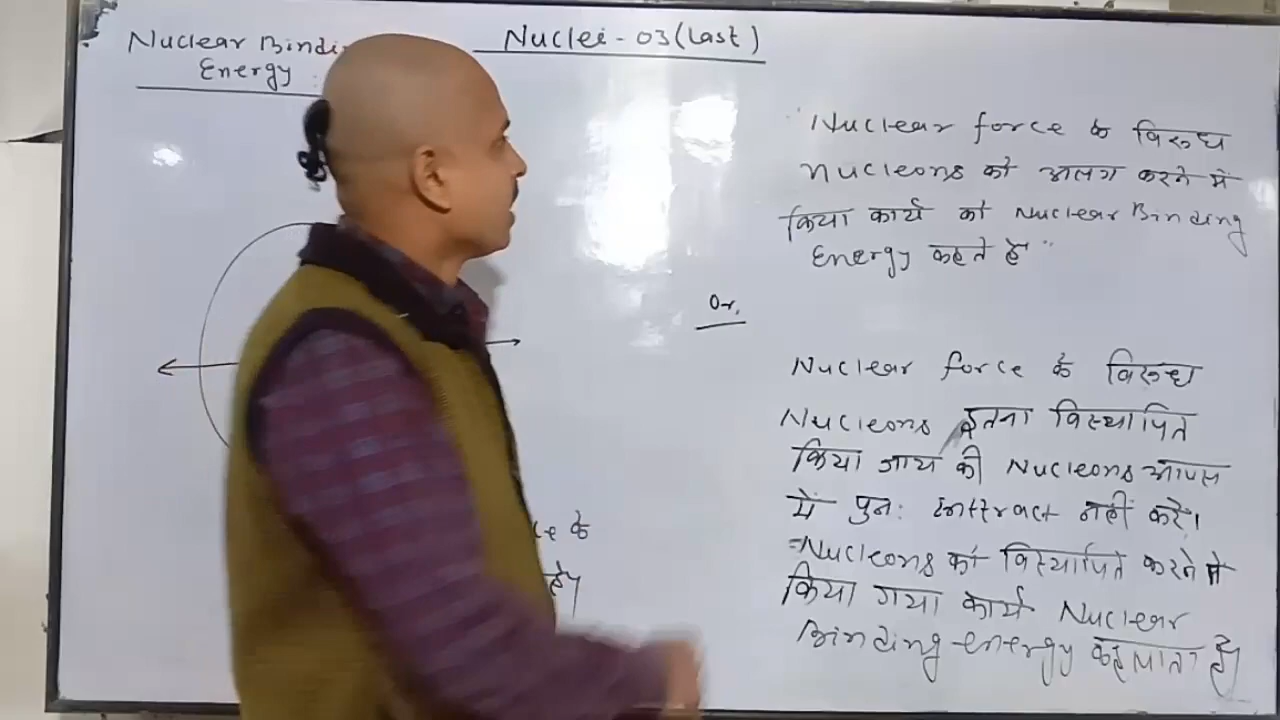 Nuclear Bindi
Energy :
Nuclei - 03 (Last)
"Nuclear force के विरुध
nucleons को अलग करने में
किया कार्य को Nuclear Binding
Energy कहते हैं"
Or,
Nuclear force के विरुध
Nucleons इतना विस्थापित
किया जाय की Nucleons आपस
में पुनः Interact नहीं करे।
Nucleons को विस्थापित करने में
किया गया कार्य Nuclear
Binding energy कहलाता है।
ce के
है।